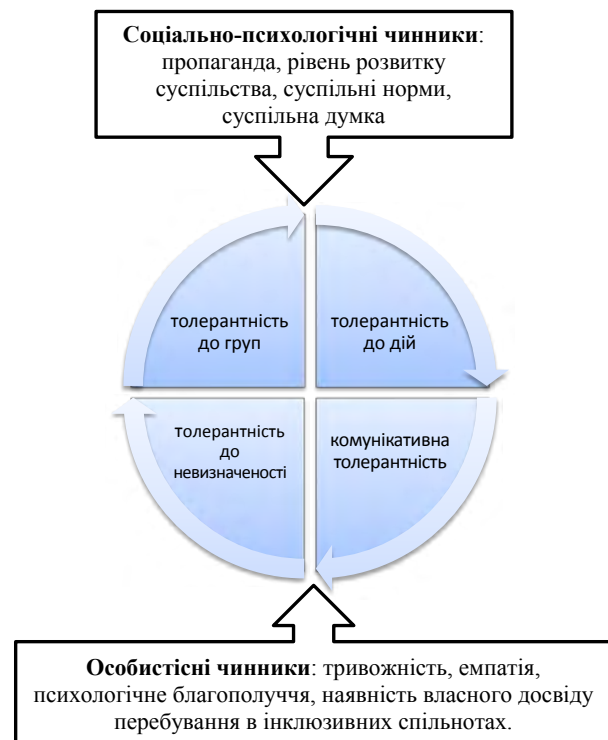 Соціально-психологічні чинники:
пропаганда, рівень розвитку
суспільства, суспільні норми,
суспільна думка
толерантність
до груп
толерантність
до дій
толерантність
до
невизначеності
комунікативна
толерантність
Особистісні чинники: тривожність, емпатія,
психологічне благополуччя, наявність власного досвіду
перебування в інклюзивних спільнотах.